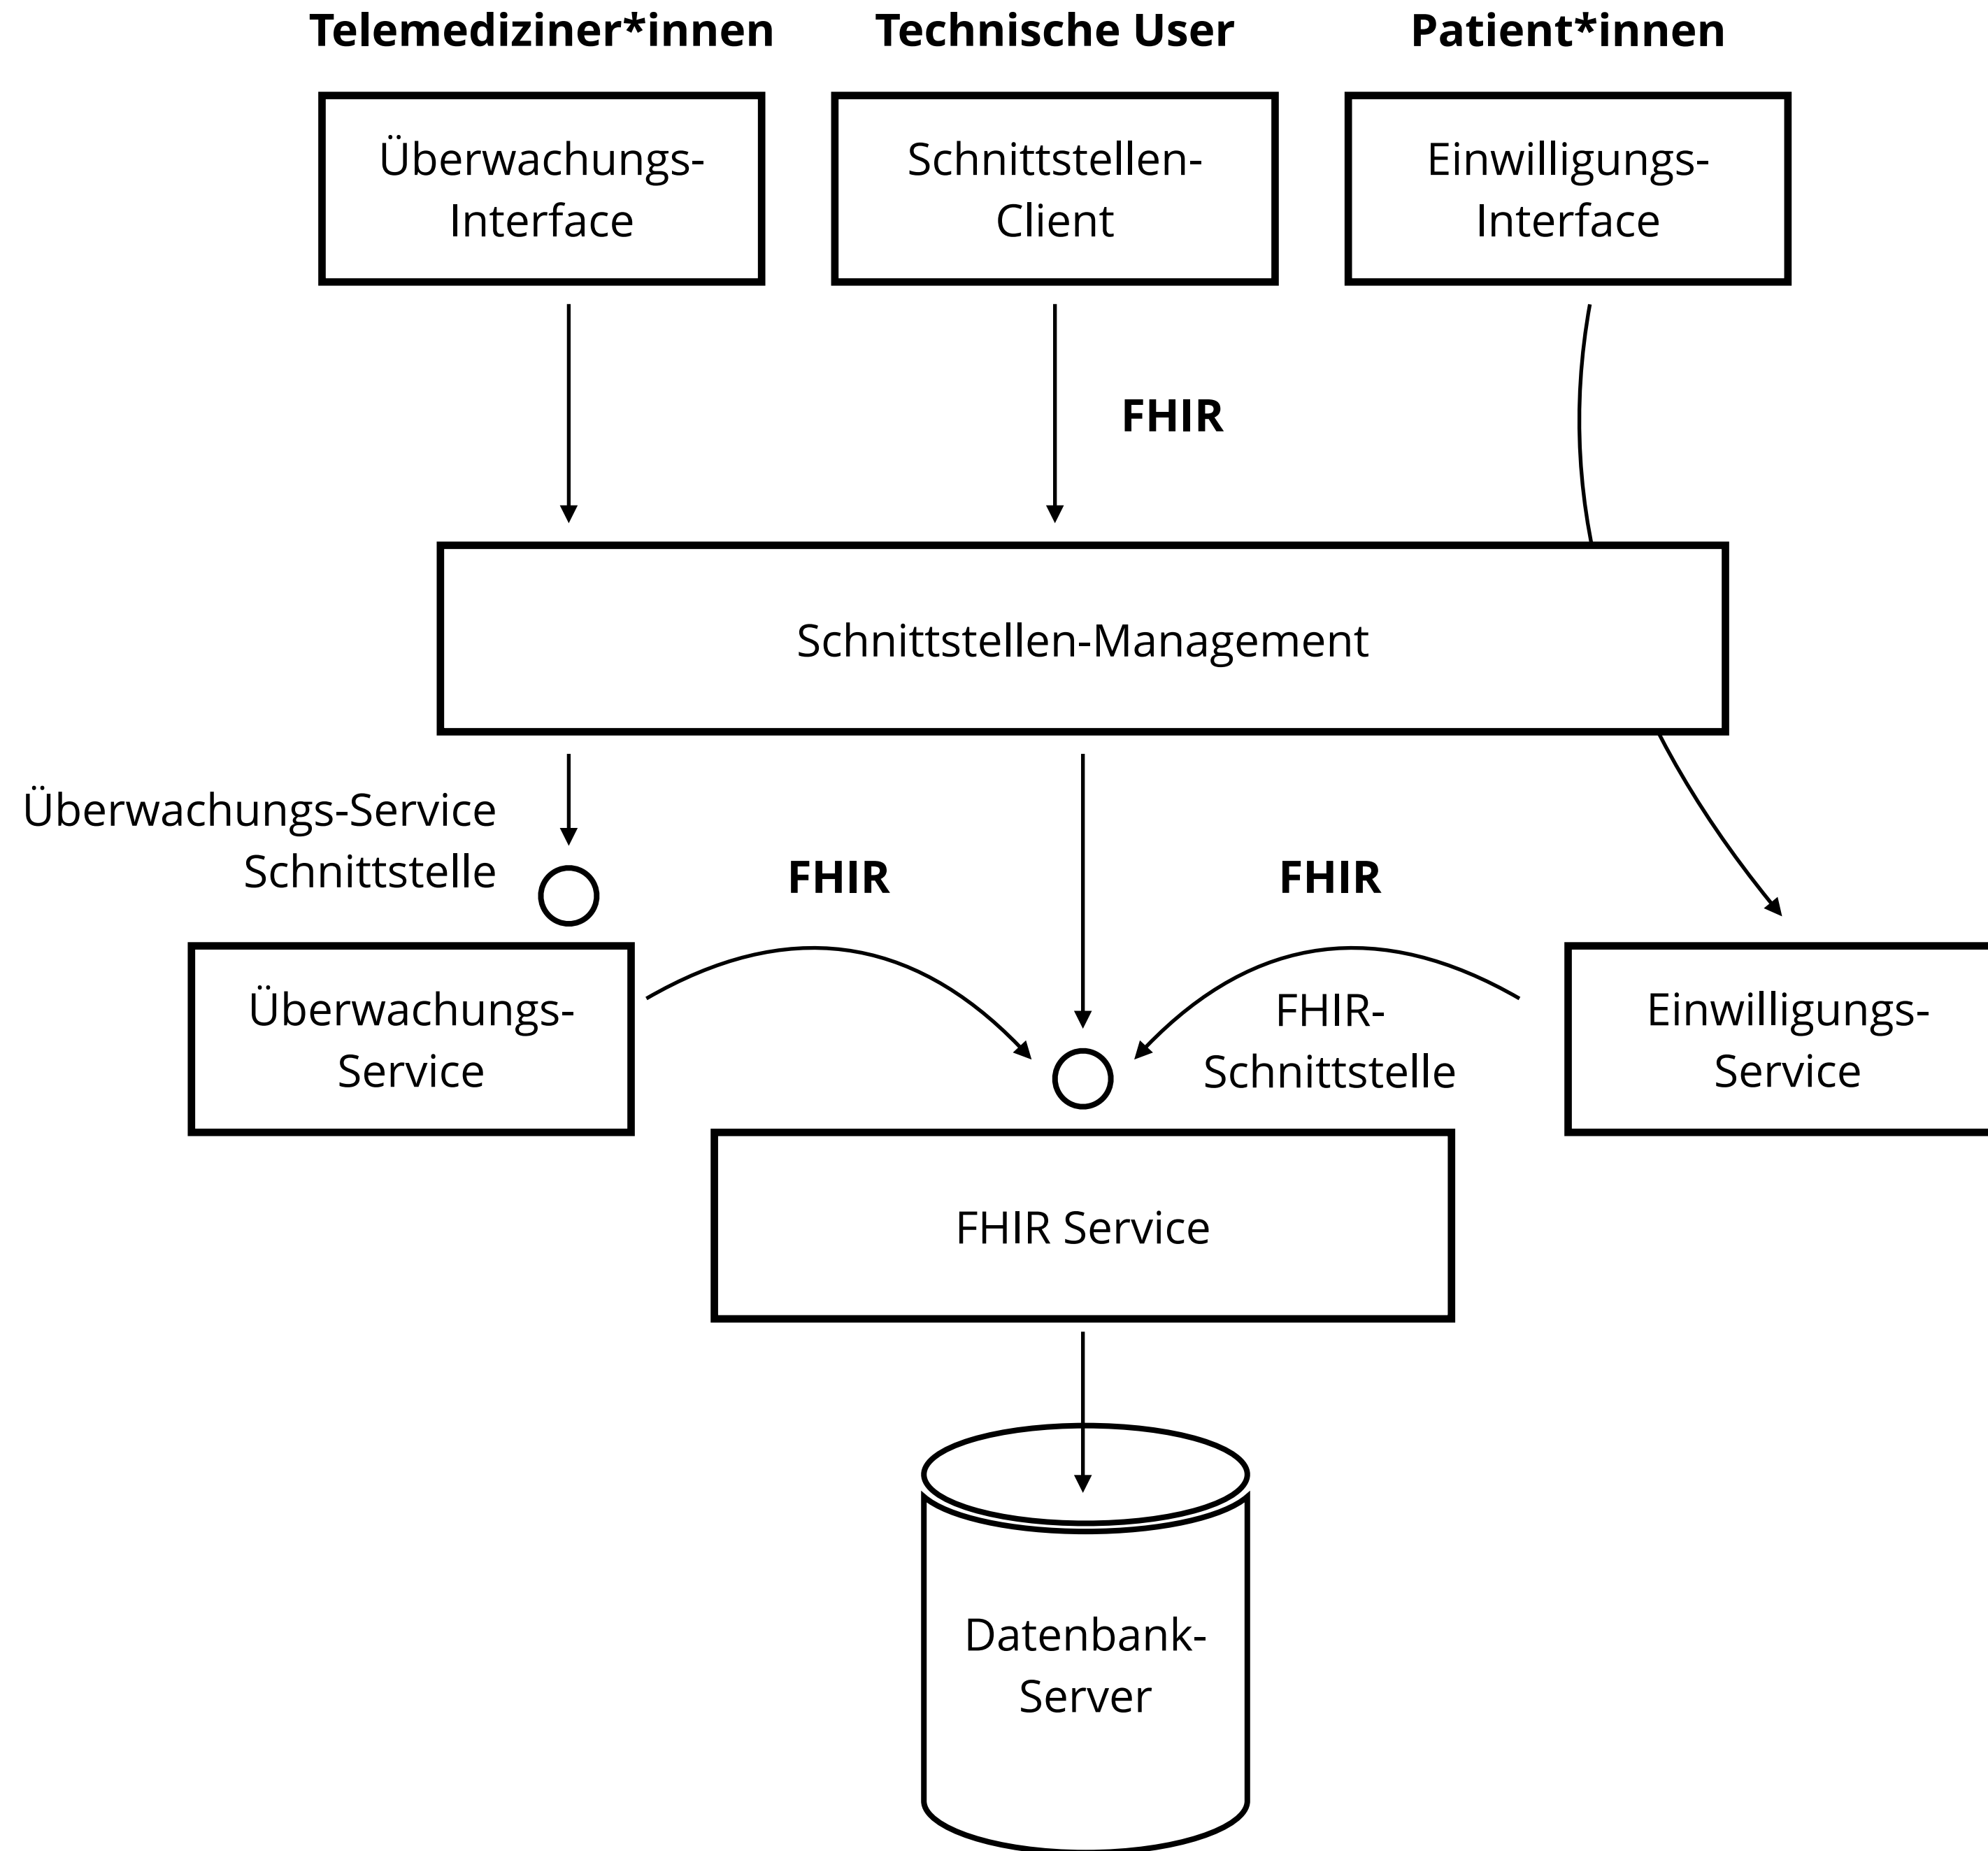 Telemediziner*innen
Technische User
Patient*innen
Überwachungs-
Interface
Schnittstellen-
Client
Einwilligungs-
Interface
FHIR
Schnittstellen-Management
Überwachungs-Service
Schnittstelle
FHIR
FHIR
Überwachungs-
Service
FHIR-
Schnittstelle
Einwilligungs-
Service
FHIR Service
Datenbank-
Server